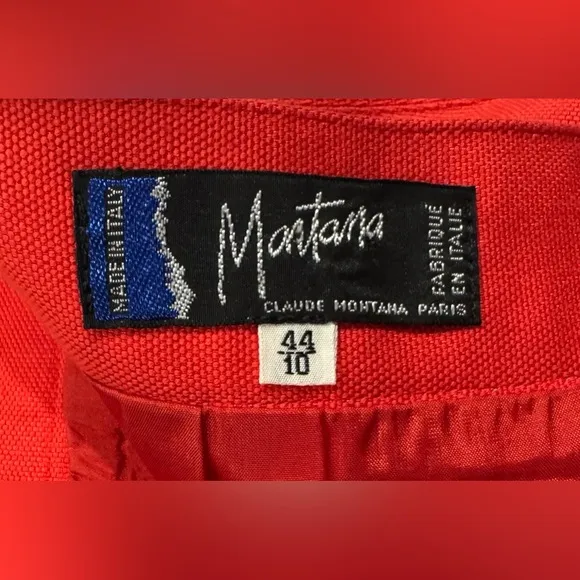 MADE IN ITALY
Montana
CLAUDE MONTANA PARIS
FABRIQUÉ
EN ITALIE
44
10